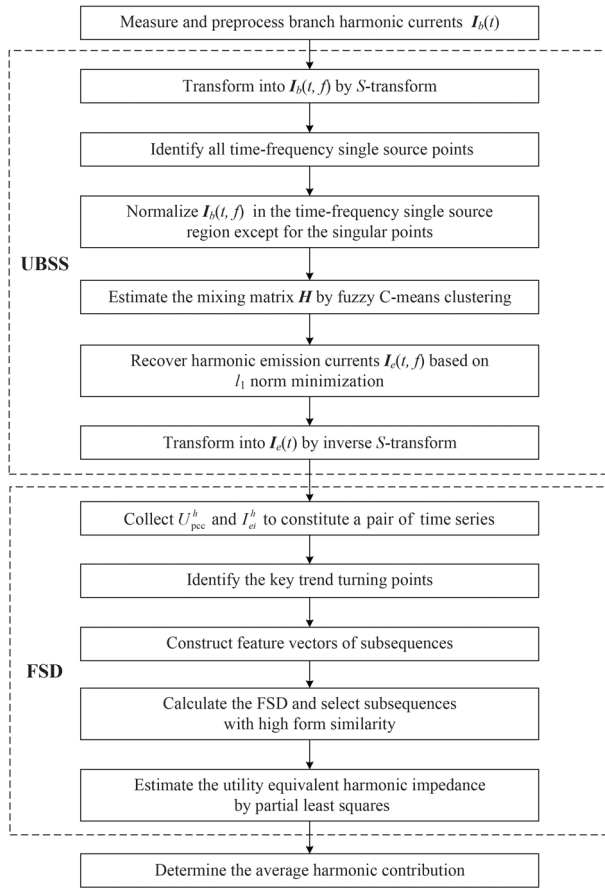 Measure and preprocess branch harmonic currents I_b(t)
Transform into I_b(t, f) by S-transform
Identify all time-frequency single source points
Normalize I_b(t, f) in the time-frequency single source
region except for the singular points
UBSS
Estimate the mixing matrix H by fuzzy C-means clustering
Recover harmonic emission currents I_e(t, f) based on
l_1 norm minimization
Transform into I_e(t) by inverse S-transform
Collect U_pcc^h and I_ei^h to constitute a pair of time series
Identify the key trend turning points
Construct feature vectors of subsequences
FSD
Calculate the FSD and select subsequences
with high form similarity
Estimate the utility equivalent harmonic impedance
by partial least squares
Determine the average harmonic contribution